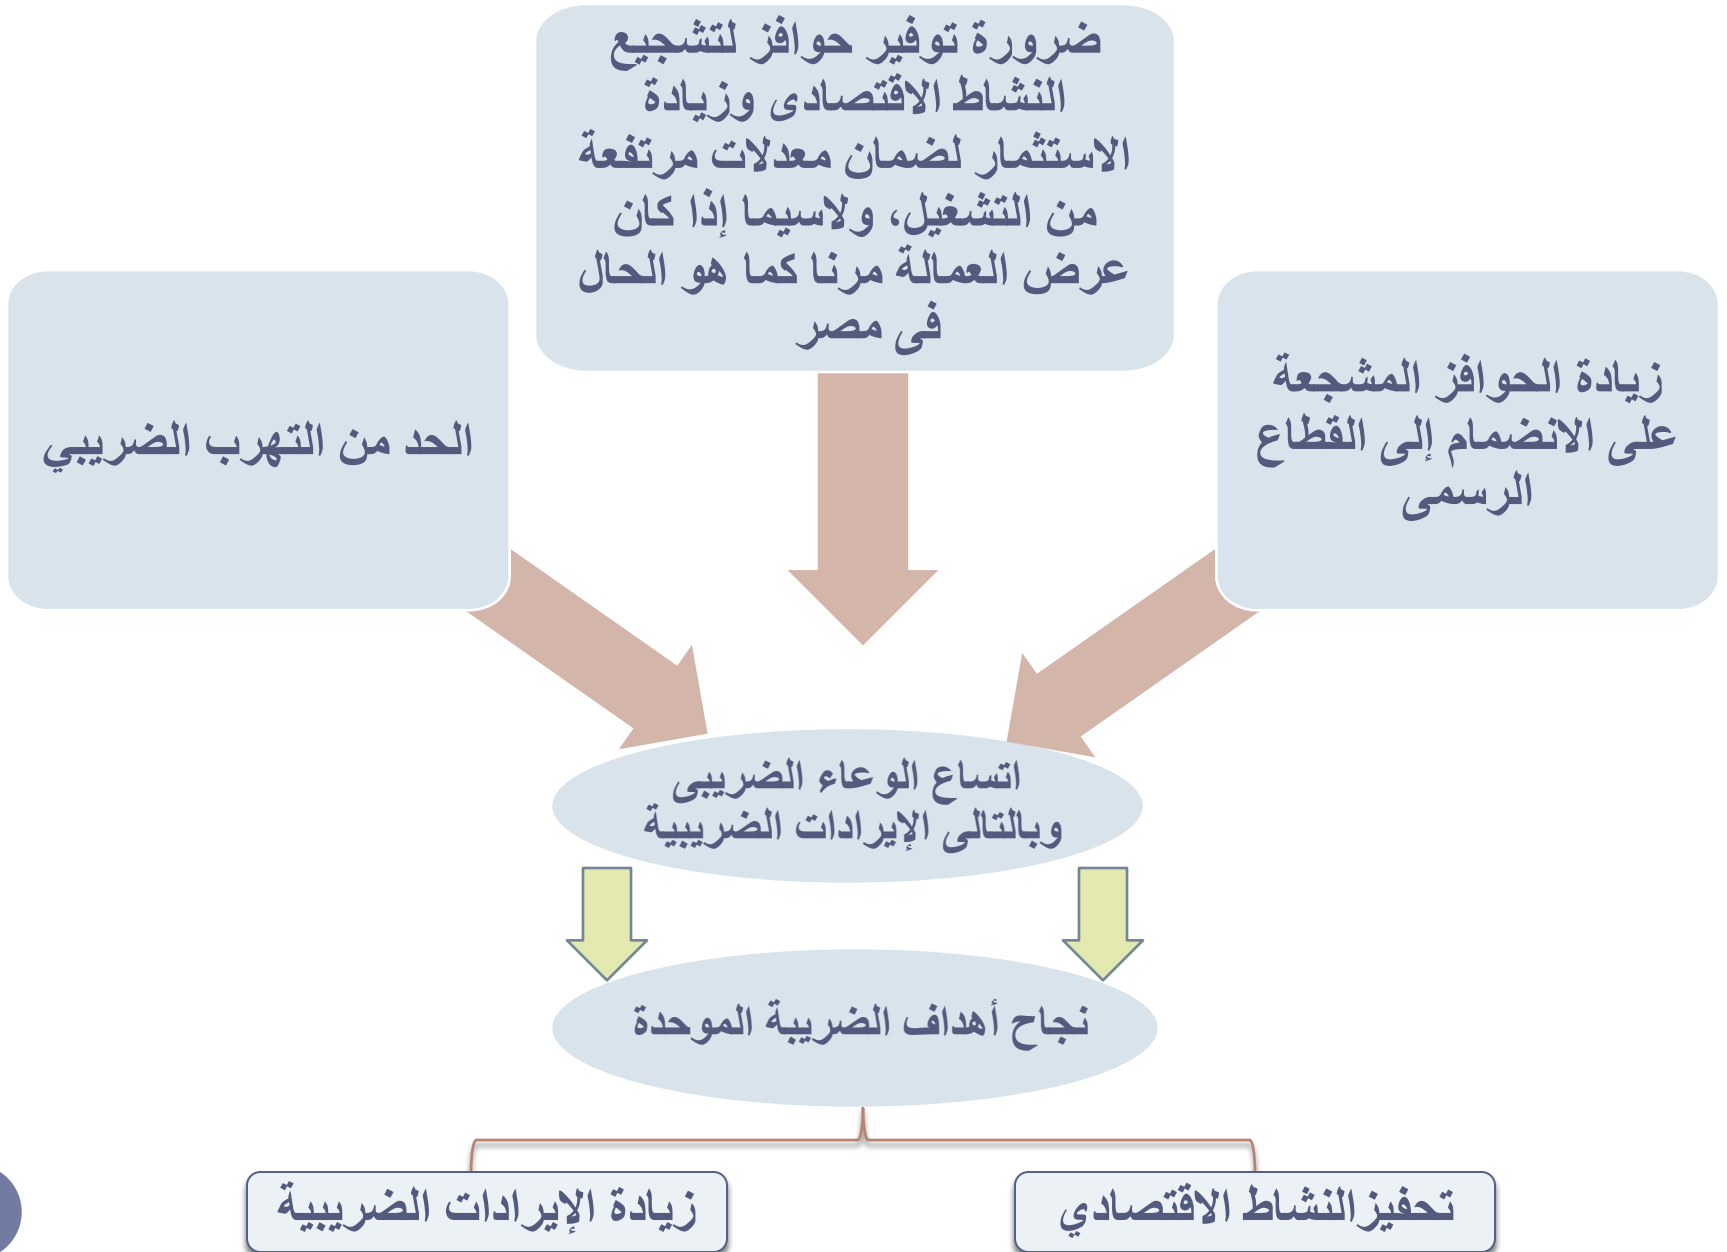 ضرورة توفير حوافز لتشجيع
النشاط الاقتصادى وزيادة
الاستثمار لضمان معدلات مرتفعة
من التشغيل، ولاسيما إذا كان
عرض العمالة مرنا كما هو الحال
فى مصر
زيادة الحوافز المشجعة
على الانضمام إلى القطاع
الرسمى
الحد من التهرب الضريبي
اتساع الوعاء الضريبى
وبالتالى الإيرادات الضريبية
نجاح أهداف الضريبة الموحدة
تحفيزالنشاط الاقتصادي
زيادة الإيرادات الضريبية